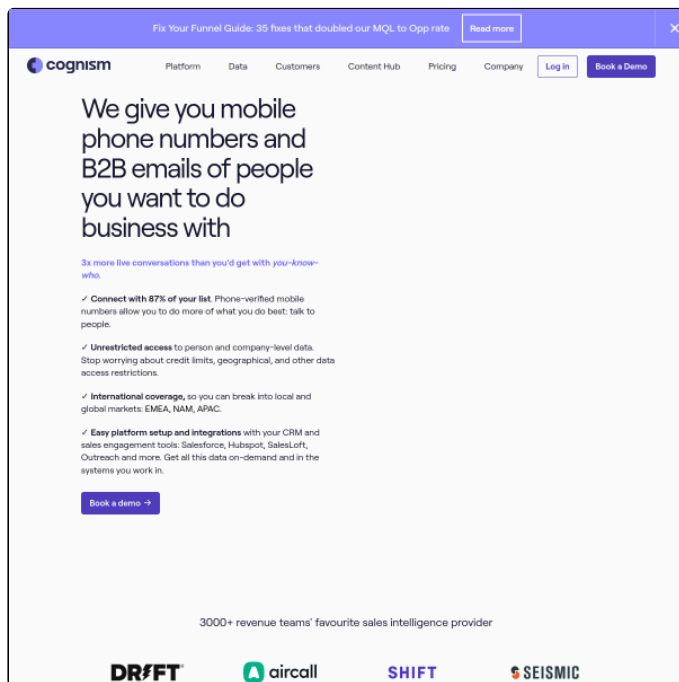 Fix Your Funnel Guide: 35 fixes that doubled our MQL to Opp rate Read more
cognism Platform Data Customers Content Hub Pricing Company Log in Book a Demo
We give you mobile
phone numbers and
B2B emails of people
you want to do
business with
3x more live conversations than you'd get with you-know-
who.
✓ Connect with 87% of your list. Phone-verified mobile
numbers allow you to do more of what you do best: talk to
people.
✓ Unrestricted access to person and company-level data.
Stop worrying about credit limits, geographical, and other data
access restrictions.
✓ International coverage, so you can break into local and
global markets: EMEA, NAM, APAC.
✓ Easy platform setup and integrations with your CRM and
sales engagement tools: Salesforce, Hubspot, SalesLoft,
Outreach and more. Get all this data on-demand and in the
systems you work in.
Book a demo →
3000+ revenue teams' favourite sales intelligence provider
DRIFT aircall SHIFT SEISMIC